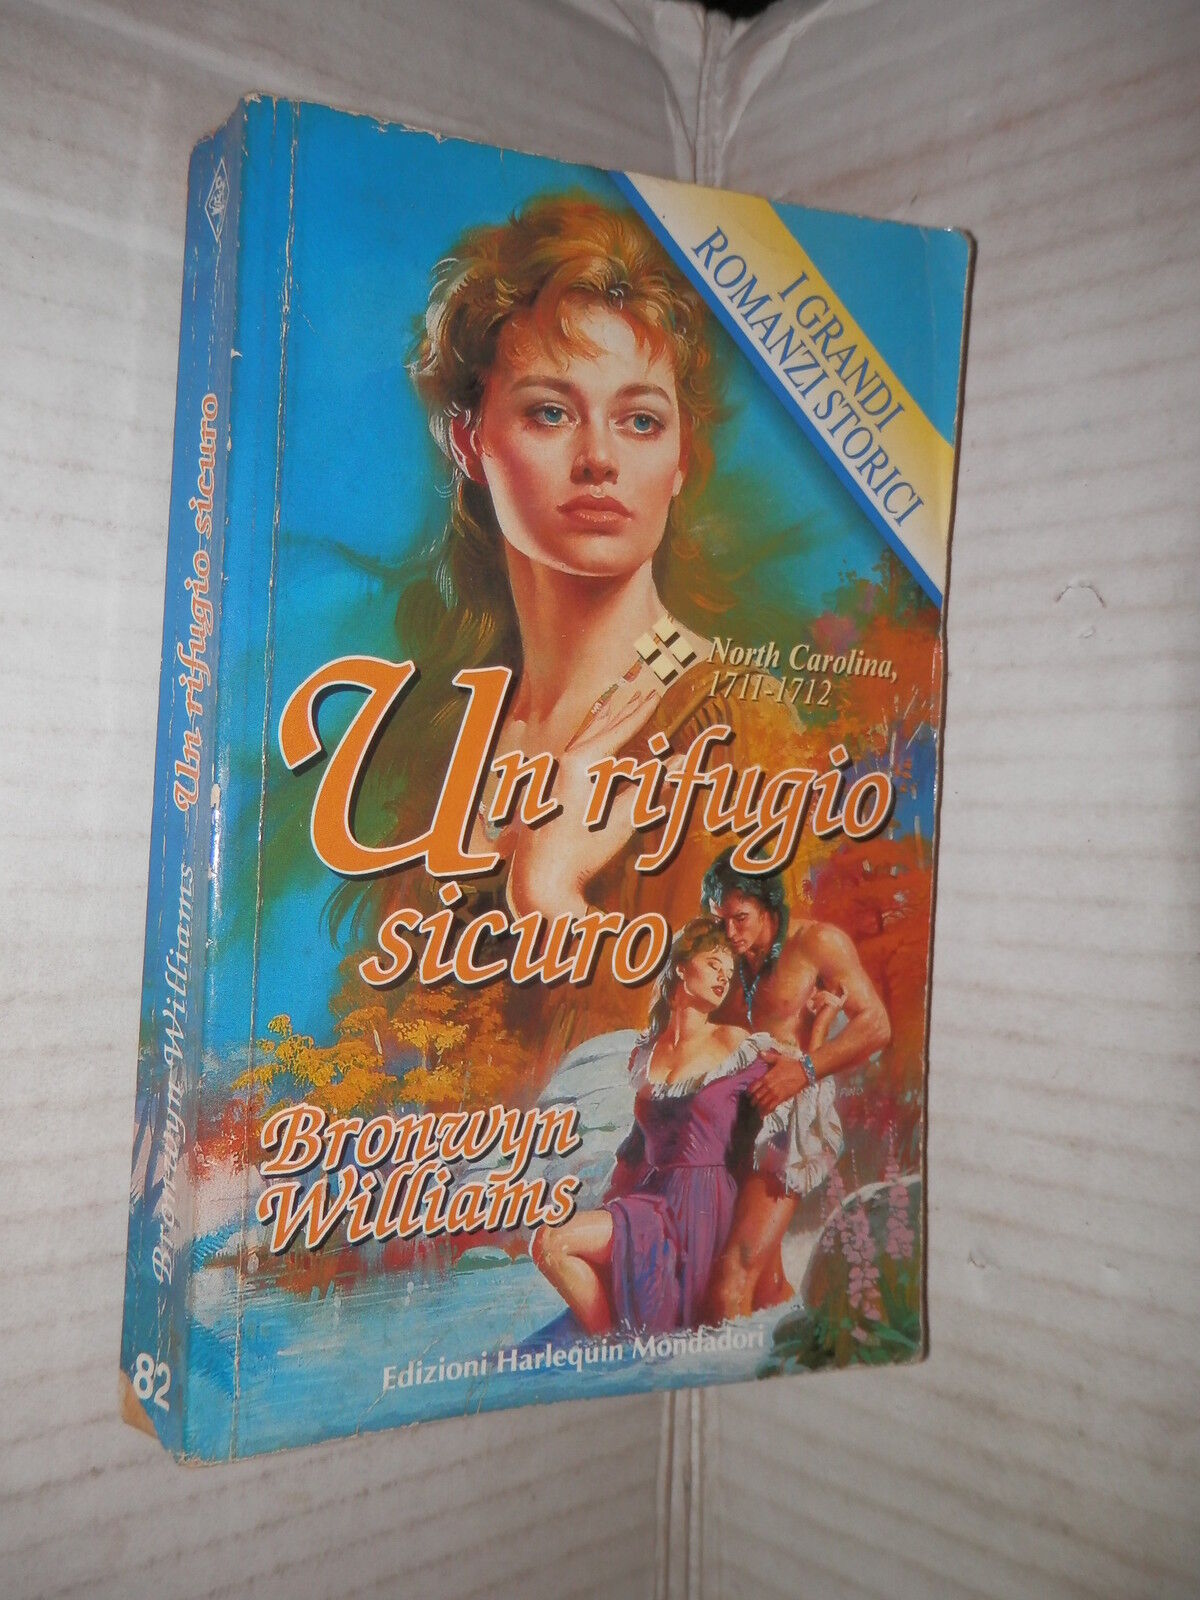 I GRANDI
ROMANZI STORICI
North Carolina,
1711-1712
Un rifugio
sicuro
Bronwyn
Williams
Edizioni Harlequin Mondadori
Bronwyn Williams Un rifugio sicuro
82